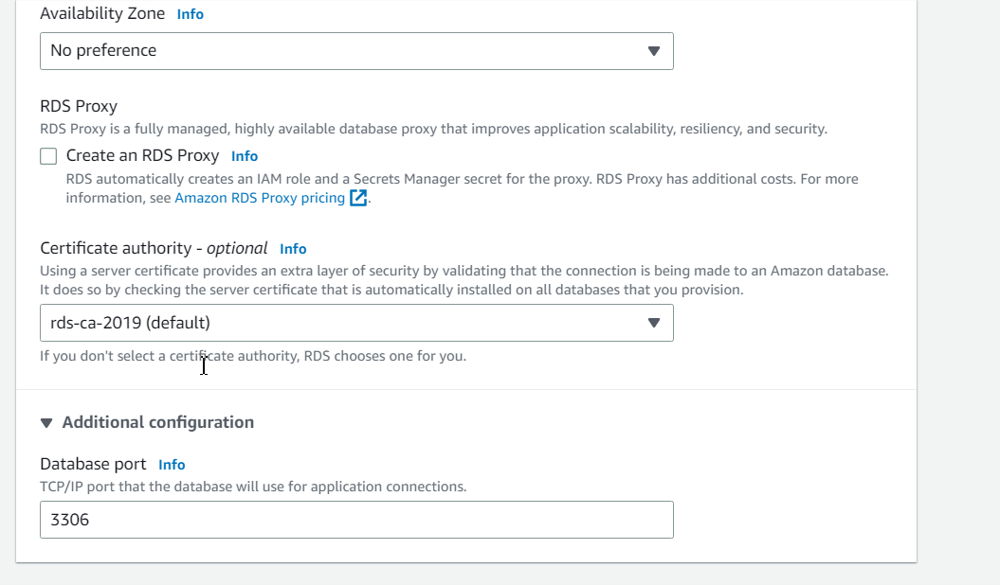 Availability Zone Info
No preference
RDS Proxy
RDS Proxy is a fully managed, highly available database proxy that improves application scalability, resiliency, and security.
Create an RDS Proxy Info
RDS automatically creates an IAM role and a Secrets Manager secret for the proxy. RDS Proxy has additional costs. For more
information, see Amazon RDS Proxy pricing.
Certificate authority - optional Info
Using a server certificate provides an extra layer of security by validating that the connection is being made to an Amazon database.
It does so by checking the server certificate that is automatically installed on all databases that you provision.
rds-ca-2019 (default)
If you don't select a certificate authority, RDS chooses one for you.
Additional configuration
Database port Info
TCP/IP port that the database will use for application connections.
3306